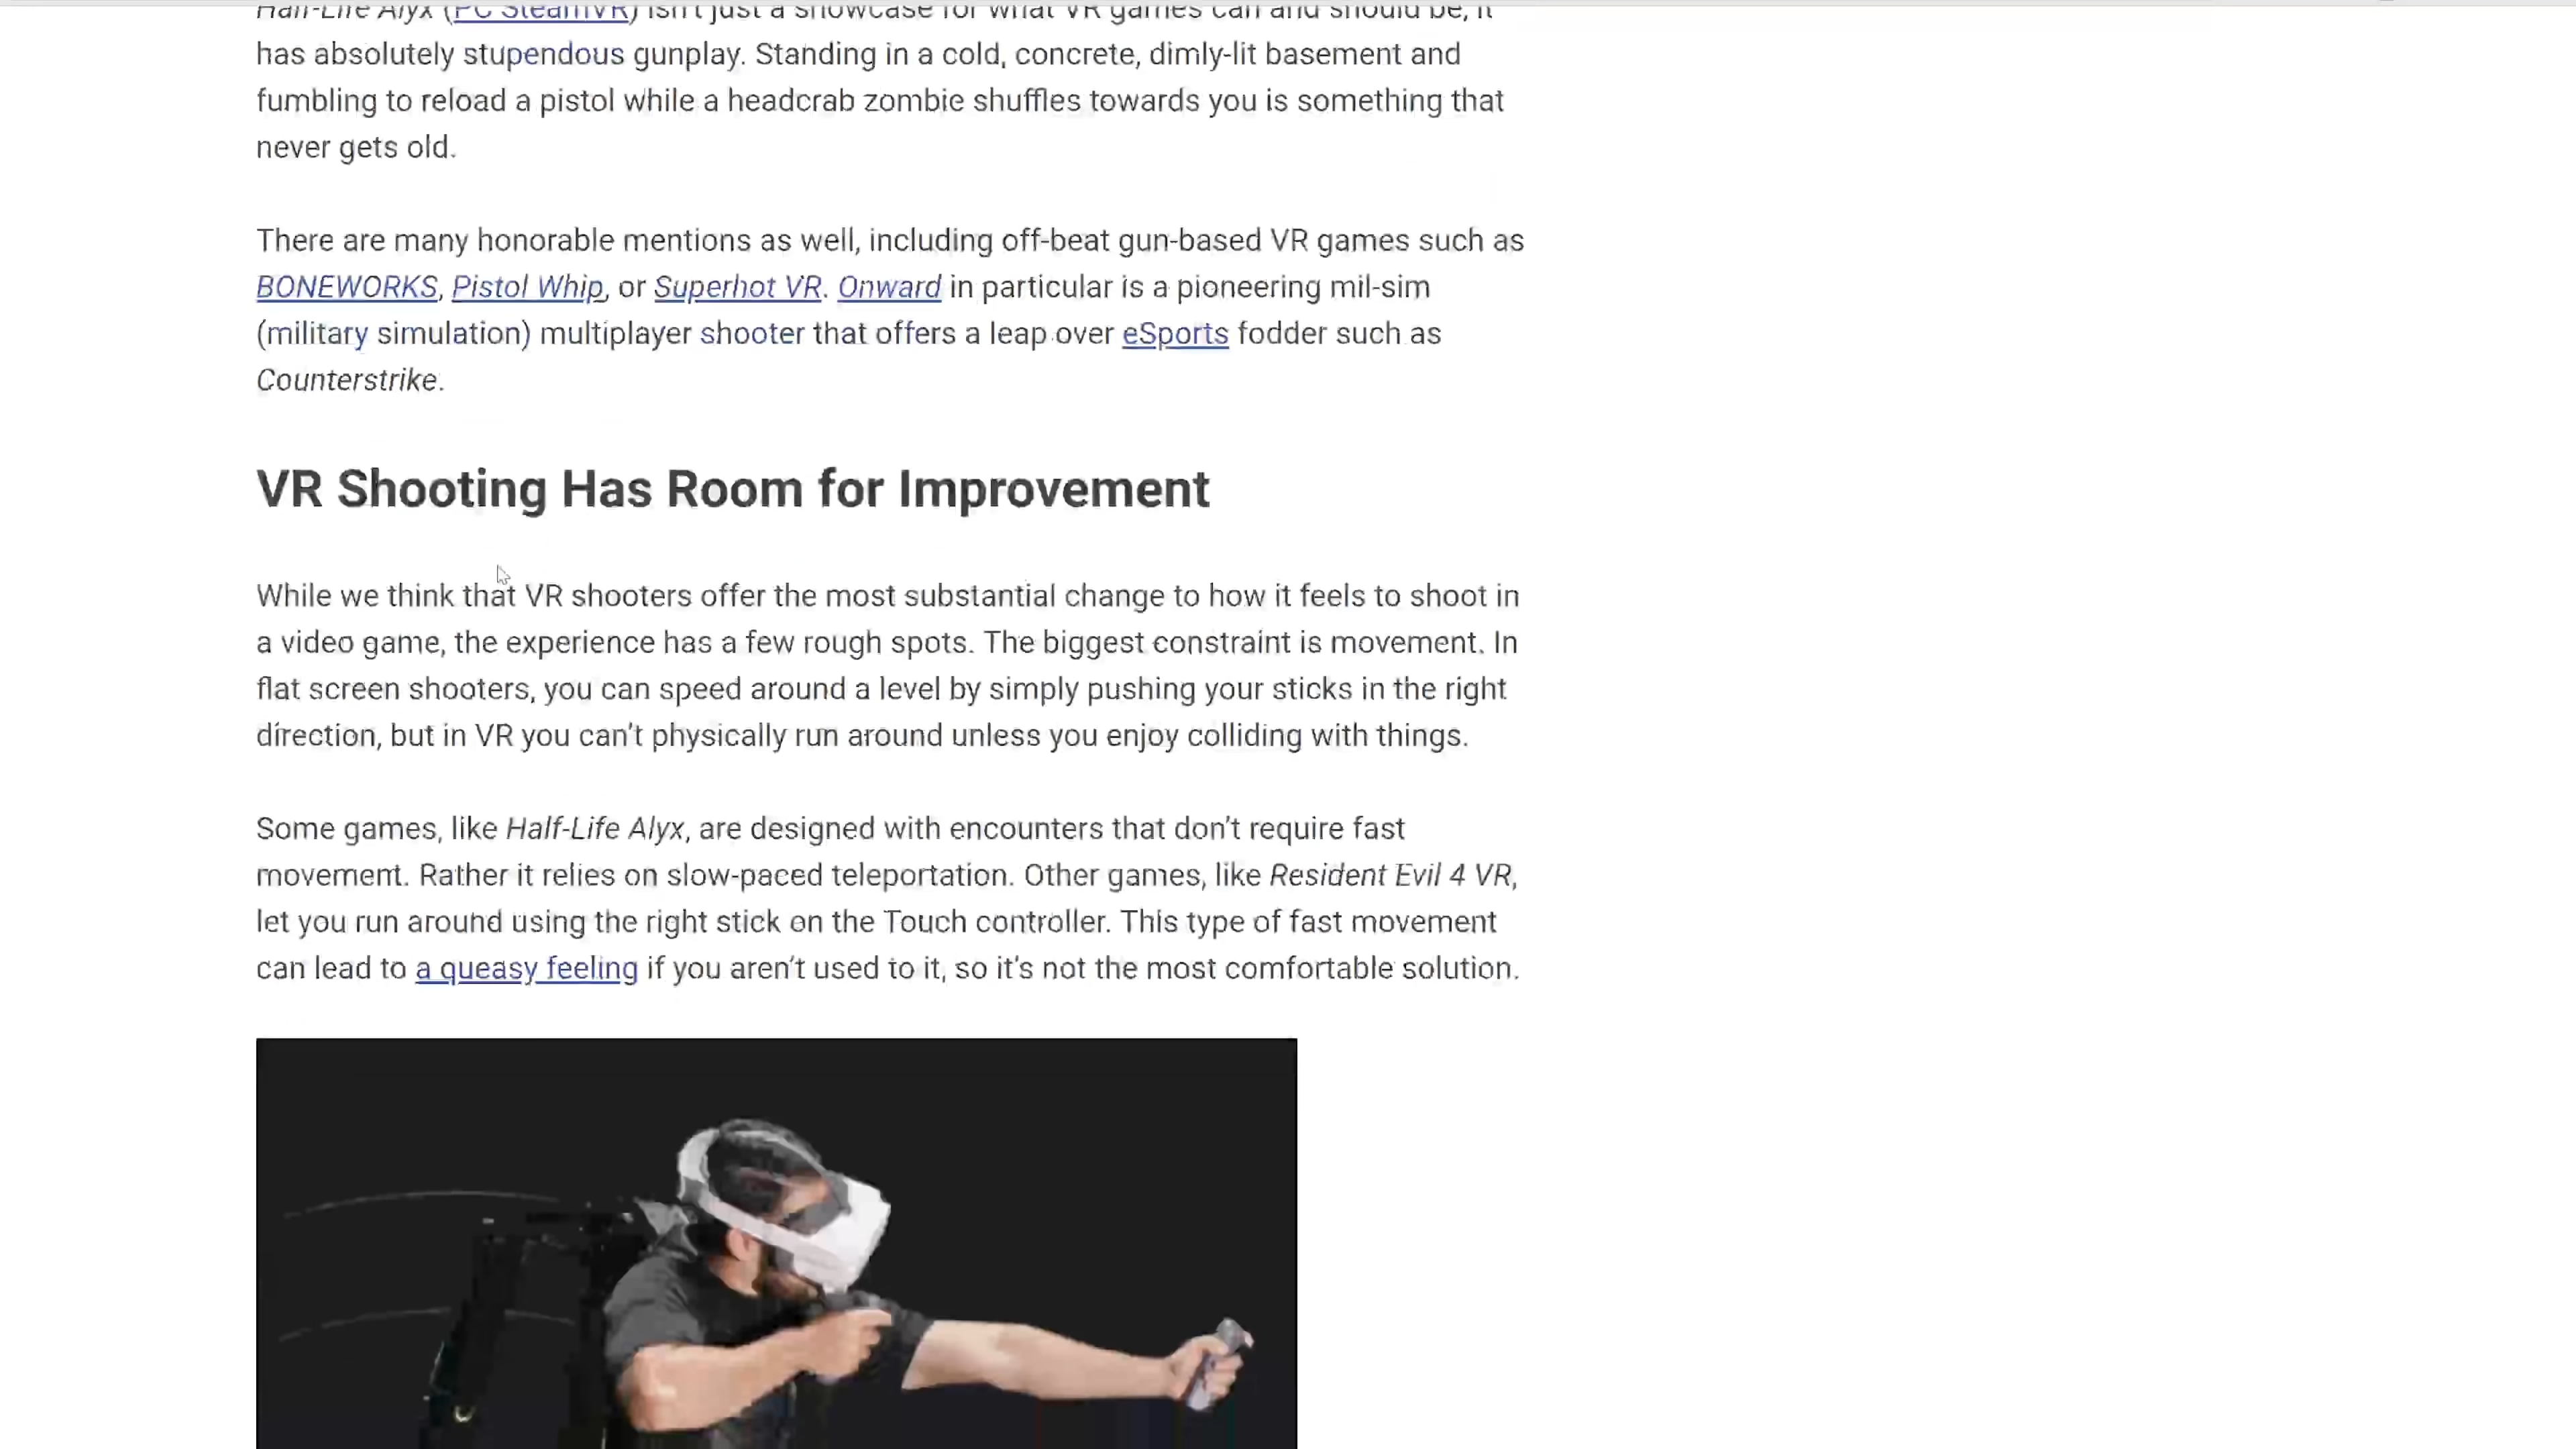 Half-Life Alyx (PC SteamVR) isn't just a showcase for what VR games can and should be, it
has absolutely stupendous gunplay. Standing in a cold, concrete, dimly-lit basement and
fumbling to reload a pistol while a headcrab zombie shuffles towards you is something that
never gets old.
There are many honorable mentions as well, including off-beat gun-based VR games such as
BONEWORKS, Pistol Whip, or Superhot VR. Onward in particular is a pioneering mil-sim
(military simulation) multiplayer shooter that offers a leap over eSports fodder such as
Counterstrike.
VR Shooting Has Room for Improvement
While we think that VR shooters offer the most substantial change to how it feels to shoot in
a video game, the experience has a few rough spots. The biggest constraint is movement. In
flat screen shooters, you can speed around a level by simply pushing your sticks in the right
direction, but in VR you can't physically run around unless you enjoy colliding with things.
Some games, like Half-Life Alyx, are designed with encounters that don't require fast
movement. Rather it relies on slow-paced teleportation. Other games, like Resident Evil 4 VR,
let you run around using the right stick on the Touch controller. This type of fast movement
can lead to a queasy feeling if you aren't used to it, so it's not the most comfortable solution.